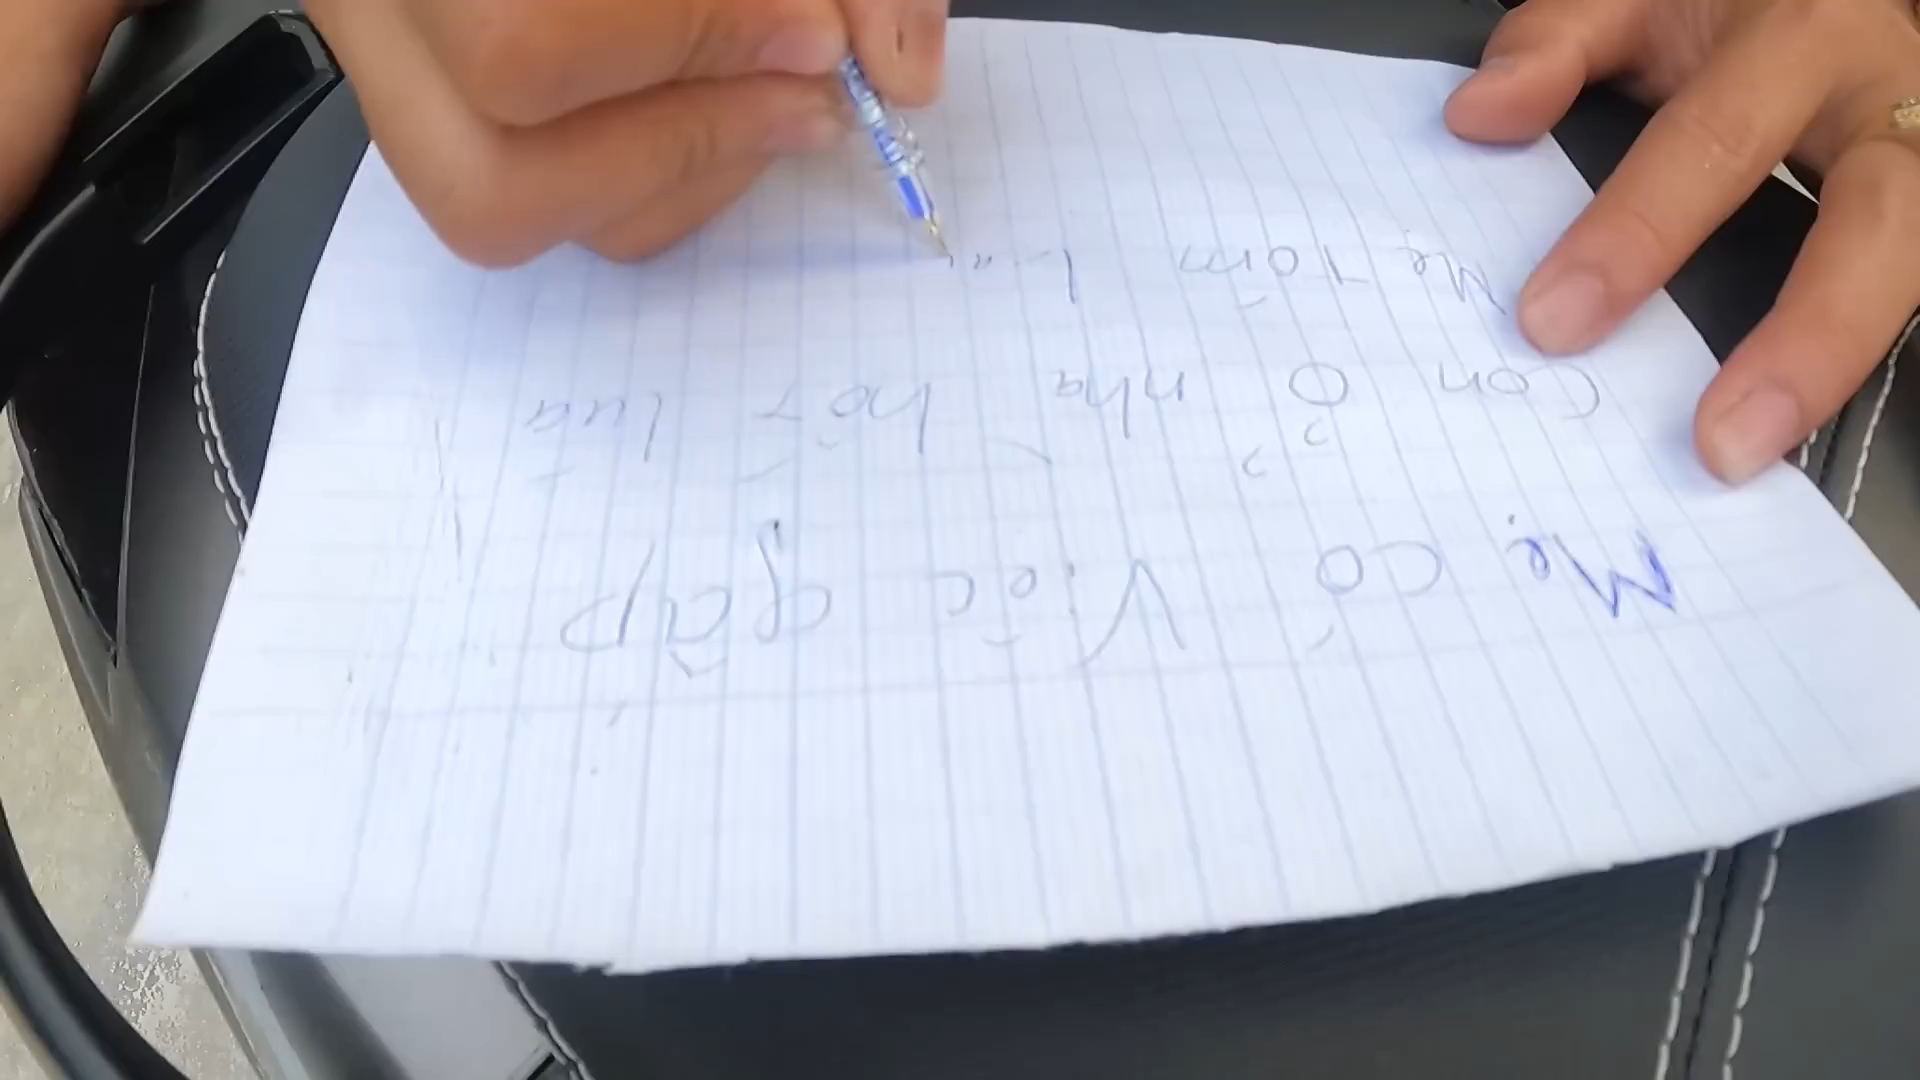 Mẹ có Việc gấp
Con Ở nhà hốt lúa
Mẹ